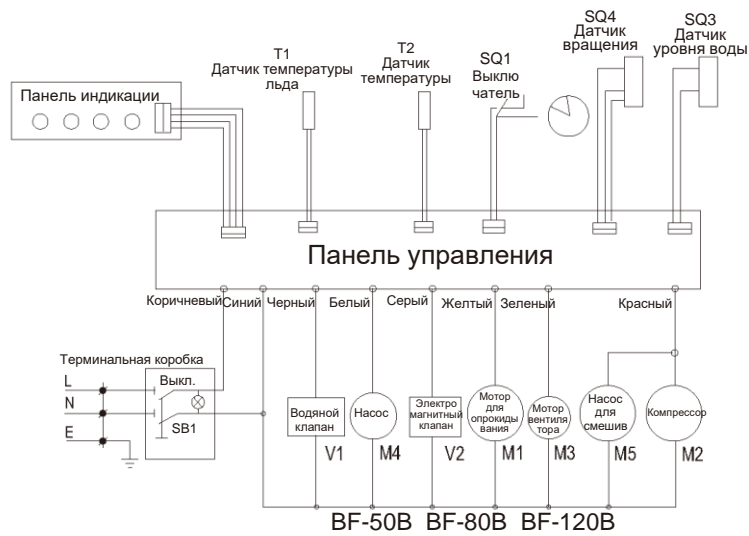 SQ4
Датчик
вращения
SQ3
Датчик
уровня воды
T1
Датчик температуры
льда
T2
Датчик
температуры
SQ1
Выклю
чатель
Панель индикации
Панель управления
Коричневый
Синий
Черный
Белый
Серый
Желтый
Зеленый
Красный
Терминальная коробка
L
N
E
Выкл.
SB1
Водяной
клапан
V1
Насос
M4
Электро
магнитный
клапан
V2
Мотор
для
опрокиды
вания
M1
Мотор
вентиля
тора
M3
Насос
для
смешив
M5
Компрессор
M2
BF-50B BF-80B BF-120B